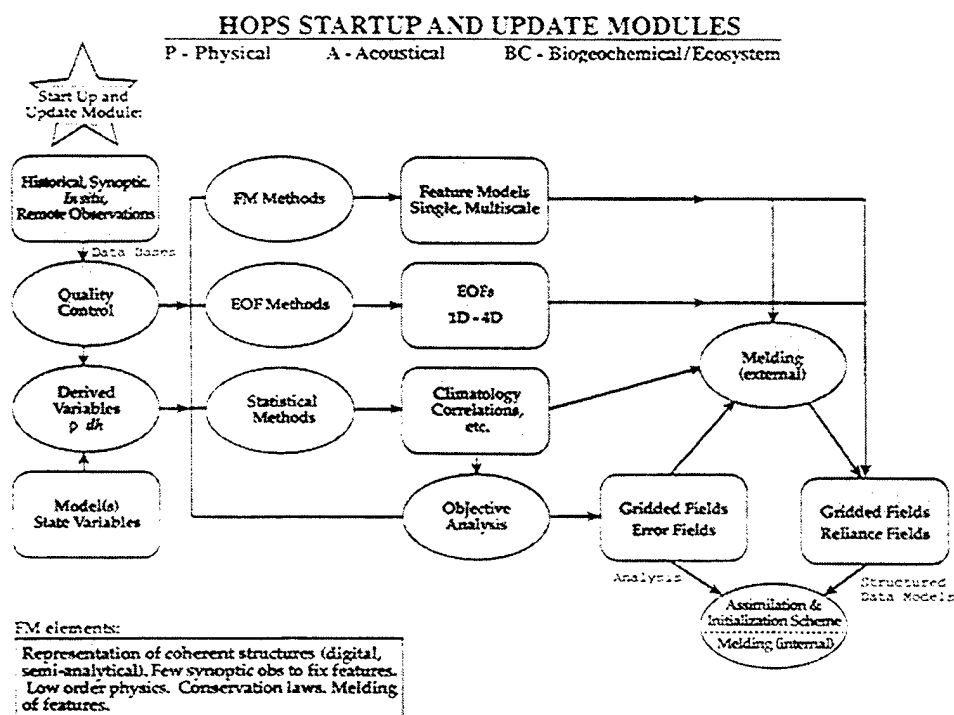 HOPS STARTUP AND UPDATE MODULES
P - Physical A - Acoustical BC - Biogeochemical/Ecosystem
Start Up and
Update Module:
Historical, Synoptic,
In situ,
Remote Observations
Data Bases
Quality
Control
Derived
Variables
ρ dh
Model(s)
State Variables
FM Methods
EOF Methods
Statistical
Methods
Feature Models
Single, Multiscale
EOFs
1D - 4D
Climatology
Correlations,
etc.
Objective
Analysis
Melding
(external)
Gridded Fields
Error Fields
Gridded Fields
Reliance Fields
Analysis
Structured
Data Models
Assimilation &
Initialization Scheme
Melding (internal)
FM elements:
Representation of coherent structures (digital,
semi-analytical). Few synoptic obs to fix features.
Low order physics. Conservation laws. Melding
of features.